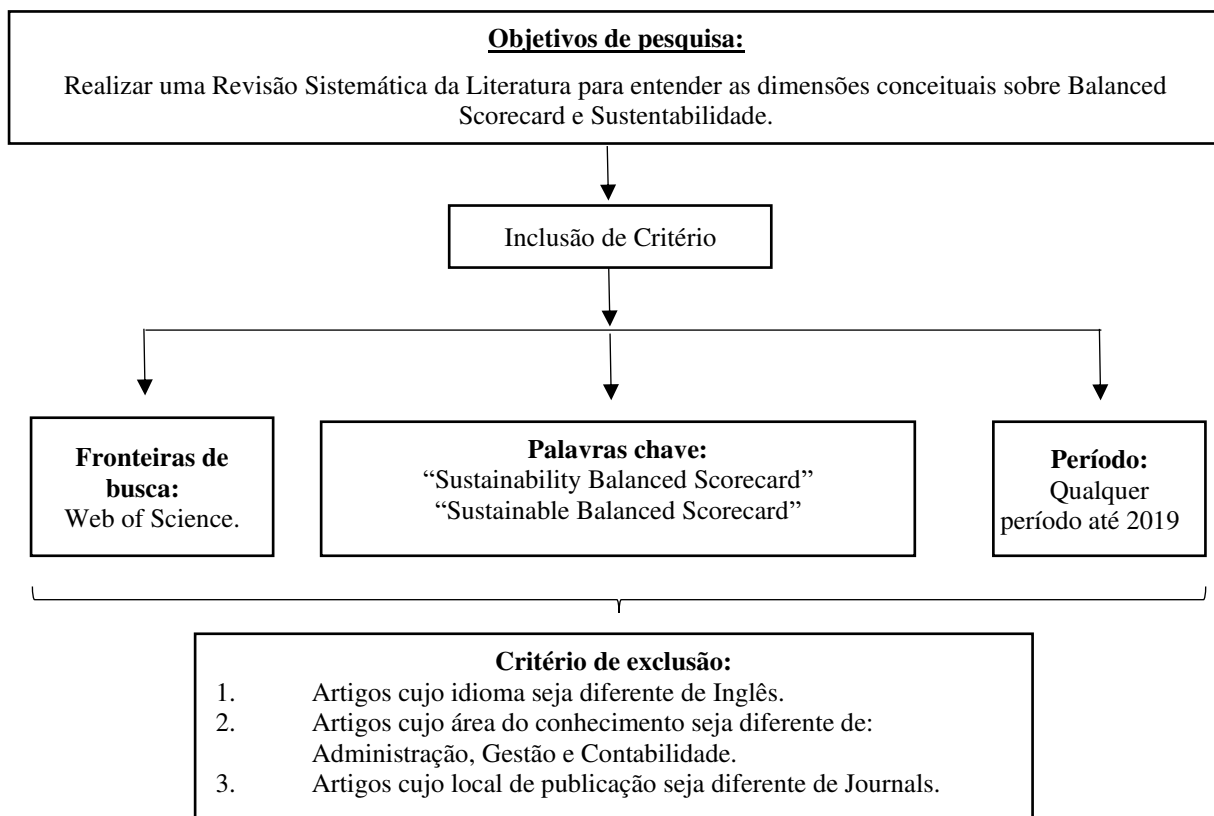 Objetivos de pesquisa:
Realizar uma Revisão Sistemática da Literatura para entender as dimensões conceituais sobre Balanced
Scorecard e Sustentabilidade.
Inclusão de Critério
Fronteiras de
busca:
Web of Science.
Palavras chave:
“Sustainability Balanced Scorecard”
“Sustainable Balanced Scorecard”
Período:
Qualquer
período até 2019
Critério de exclusão:
1. Artigos cujo idioma seja diferente de Inglês.
2. Artigos cujo área do conhecimento seja diferente de:
Administração, Gestão e Contabilidade.
3. Artigos cujo local de publicação seja diferente de Journals.